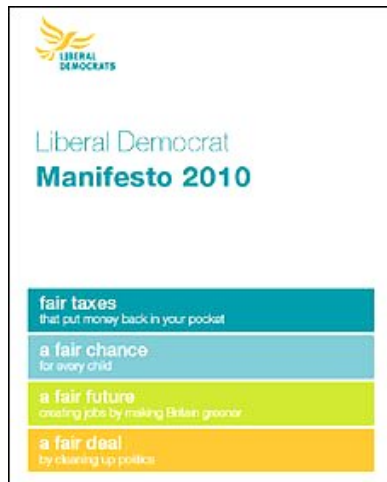 LIBERAL
DEMOCRATS
Liberal Democrat
Manifesto 2010
fair taxes
that put money back in your pocket
a fair chance
for every child
a fair future
creating jobs by making Britain greener
a fair deal
by cleaning up politics